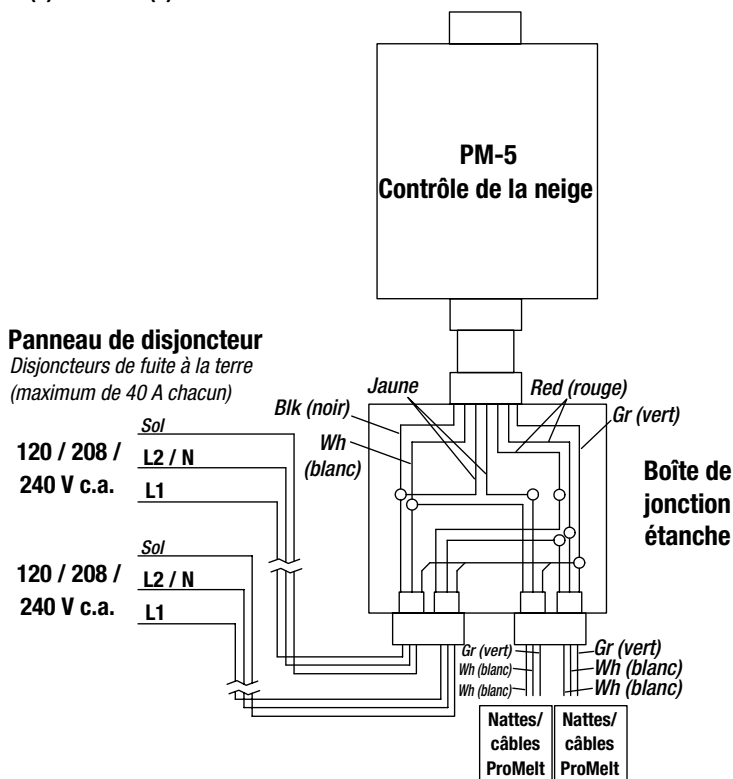 PM-5
Contrôle de la neige
Panneau de disjoncteur
Disjoncteurs de fuite à la terre
(maximum de 40 A chacun)
Jaune
Red (rouge)
Blk (noir)
Gr (vert)
Wh
(blanc)
Sol
120 / 208 /
240 V c.a.
L2 / N
L1
Boîte de
jonction
étanche
Sol
120 / 208 /
240 V c.a.
L2 / N
L1
Gr (vert)
Wh (blanc)
Wh (blanc)
Gr (vert)
Wh (blanc)
Wh (blanc)
Nattes/
câbles
ProMelt
Nattes/
câbles
ProMelt